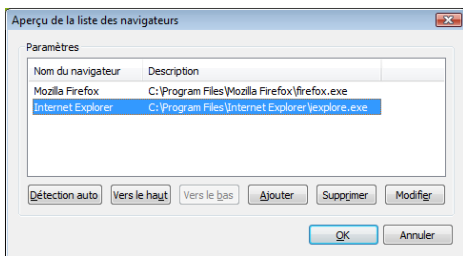 Aperçu de la liste des navigateurs
Paramètres
Nom du navigateur Description
Mozilla Firefox C:\Program Files\Mozilla Firefox\firefox.exe
Internet Explorer C:\Program Files\Internet Explorer\iexplore.exe
Détection auto Vers le haut Vers le bas Ajouter Supprimer Modifier
OK Annuler